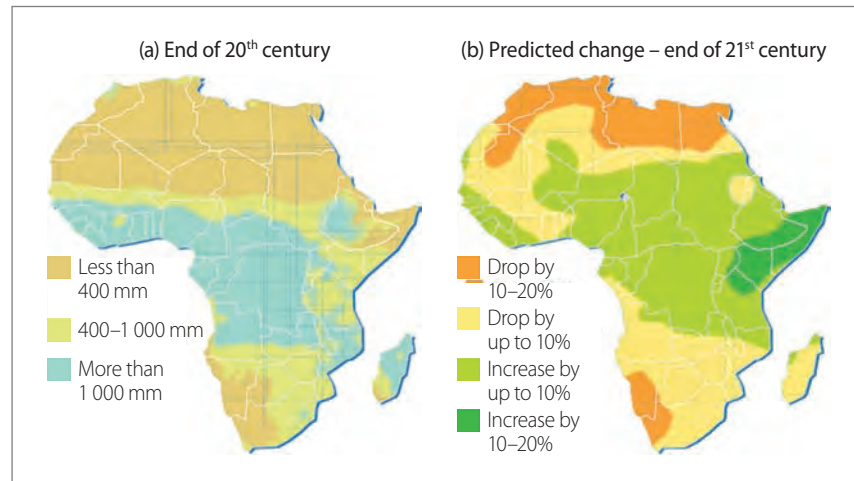 (a) End of 20th century
(b) Predicted change – end of 21st century
Less than
400 mm
400–1 000 mm
More than
1 000 mm
Drop by
10–20%
Drop by
up to 10%
Increase by
up to 10%
Increase by
10–20%